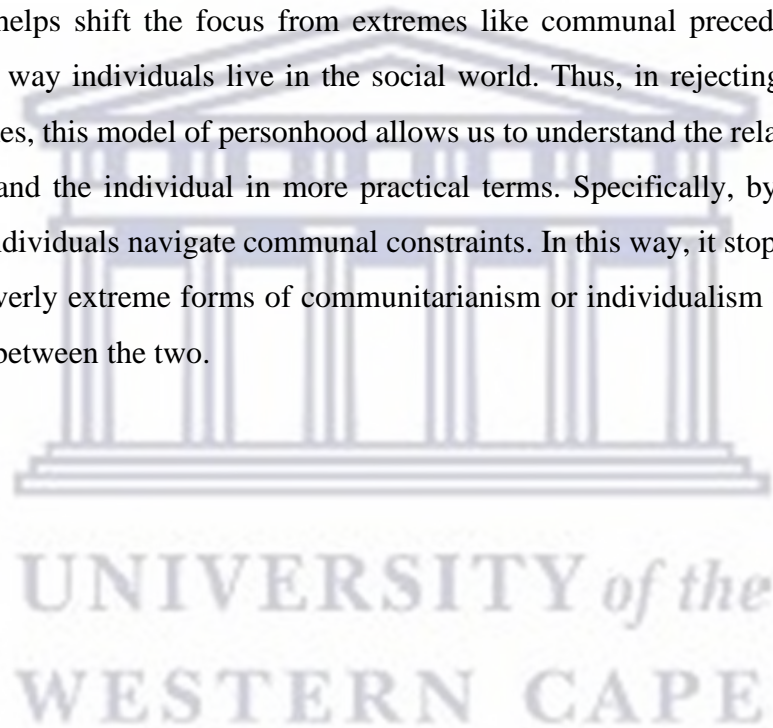 helps shift the focus from extremes like communal preced
way individuals live in the social world. Thus, in rejecting
es, this model of personhood allows us to understand the rela
and the individual in more practical terms. Specifically, by
dividuals navigate communal constraints. In this way, it stop
verly extreme forms of communitarianism or individualism
between the two.
UNIVERSITY of the
WESTERN CAPE